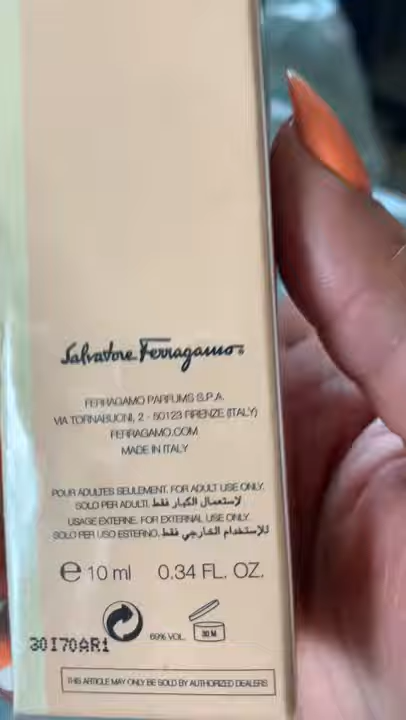 Salvatore Ferragamo
FERRAGAMO PARFUMS S.P.A.
VIA TORNABUONI, 2 - 50123 FIRENZE (ITALY)
FERRAGAMO.COM
MADE IN ITALY
POUR ADULTES SEULEMENT. FOR ADULT USE ONLY.
SOLO PER ADULTI. لاستعمال الكبار فقط
USAGE EXTERNE. FOR EXTERNAL USE ONLY.
SOLO PER USO ESTERNO. للاستخدام الخارجي فقط
e 10 ml 0.34 FL. OZ.
30I70AR1
69% VOL.
30 M
THIS ARTICLE MAY ONLY BE SOLD BY AUTHORIZED DEALERS